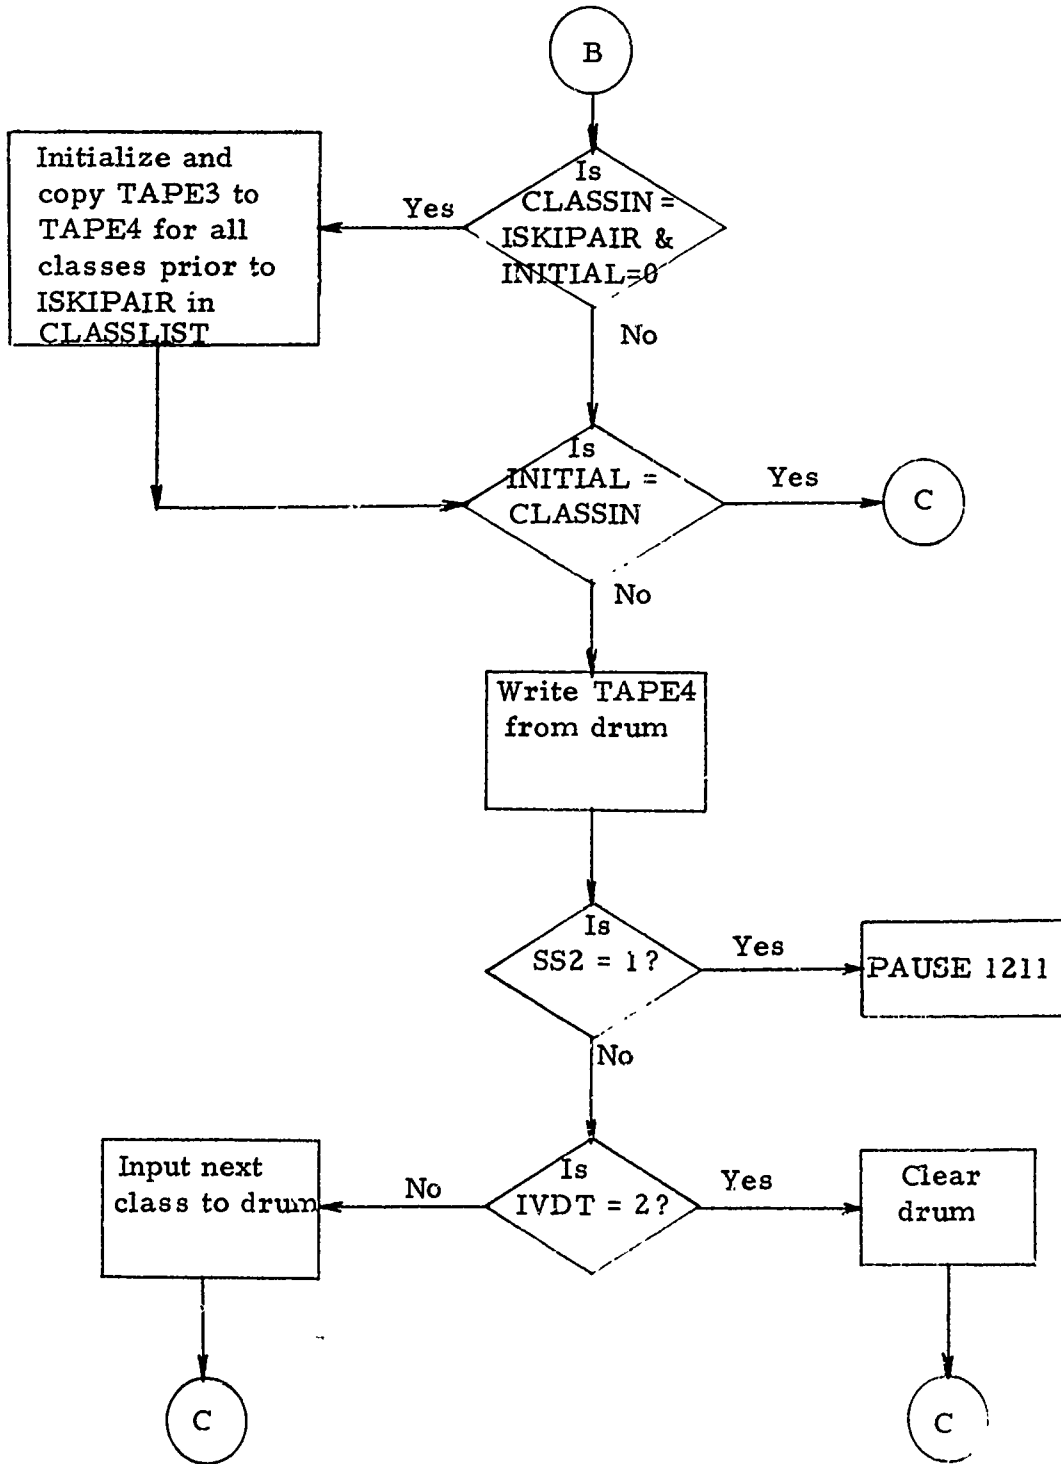 B
Initialize and
copy TAPE3 to
TAPE4 for all
classes prior to
ISKIPAIR in
CLASSLIST
Yes
Is
CLASSIN =
ISKIPAIR &
INITIAL=0
No
Is
INITIAL =
CLASSIN
Yes
C
No
Write TAPE4
from drum
Is
SS2 = 1?
Yes
PAUSE 1211
No
Input next
class to drum
No
Is
IVDT = 2?
Yes
Clear
drum
C
C